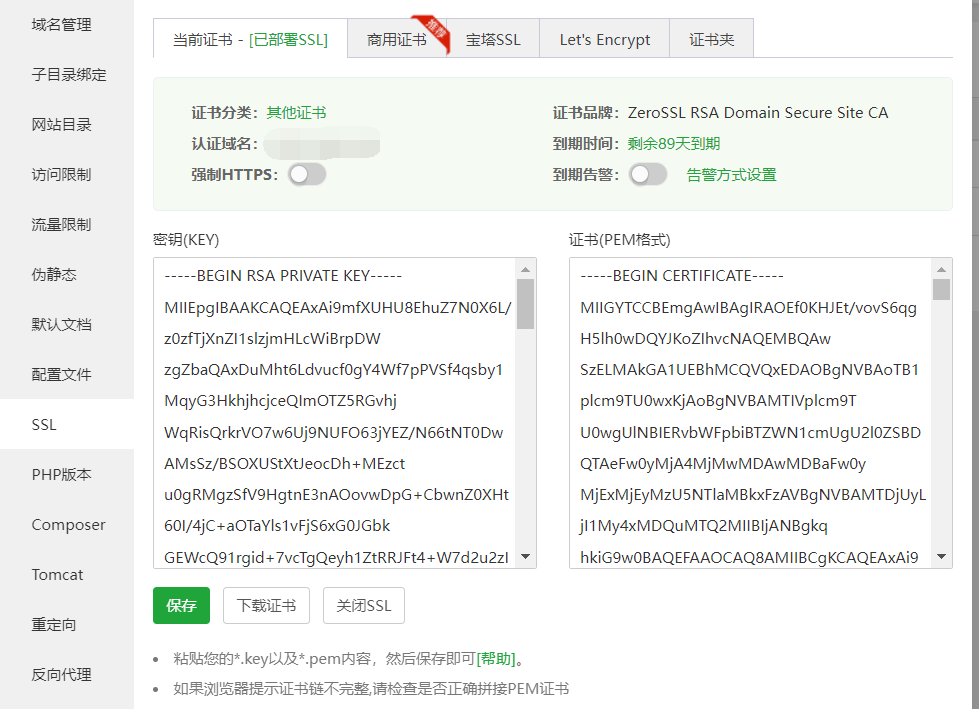 域名管理
子目录绑定
网站目录
访问限制
流量限制
伪静态
默认文档
配置文件
SSL
PHP版本
Composer
Tomcat
重定向
反向代理
当前证书 - [已部署SSL]
商用证书
推荐
宝塔SSL
Let's Encrypt
证书夹
证书分类：其他证书
证书品牌：ZeroSSL RSA Domain Secure Site CA
认证域名：
到期时间：剩余89天到期
强制HTTPS：
到期告警：
告警方式设置
密钥(KEY)
-----BEGIN RSA PRIVATE KEY-----
MIIEpgIBAAKCAQEAxAi9mfXUHU8EhuZ7N0X6L/
z0zfTjXnZI1slzjmHLcWiBrpDW
zgZbaQAxDuMht6Ldvucf0gY4Wf7pPVSf4qsby1
MqyG3HkhjhcjceQImOTZ5RGvhj
WqRisQrkrVO7w6Uj9NUFO63jYEZ/N66tNT0Dw
AMsSz/BSOXUStXtJeocDh+MEzct
u0gRMgzSfV9HgtnE3nAOovwDpG+CbwnZ0XHt
60I/4jC+aOTaYls1vFjS6xG0JGbk
GEWcQ91rgid+7vcTgQeyh1ZtRRJFt4+W7d2u2zI
证书(PEM格式)
-----BEGIN CERTIFICATE-----
MIIGYTCCBEmgAwIBAgIRAOEf0KHJEt/vovS6qg
H5lh0wDQYJKoZIhvcNAQEMBQAw
SzELMAkGA1UEBhMCQVQxEDAOBgNVBAoTB1
plcm9TU0wxKjAoBgNVBAMTIVplcm9T
U0wgUlNBIERvbWFpbiBTZWN1cmUgU2l0ZSBD
QTAeFw0yMjA4MjMwMDAwMDBaFw0y
MjExMjEyMzU5NTlaMBkxFzAVBgNVBAMTDjUyL
jI1My4xMDQuMTQ2MIIBIjANBgkq
hkiG9w0BAQEFAAOCAQ8AMIIBCgKCAQEAxAi9
保存
下载证书
关闭SSL
粘贴您的*.key以及*.pem内容，然后保存即可[帮助]。
如果浏览器提示证书链不完整,请检查是否正确拼接PEM证书